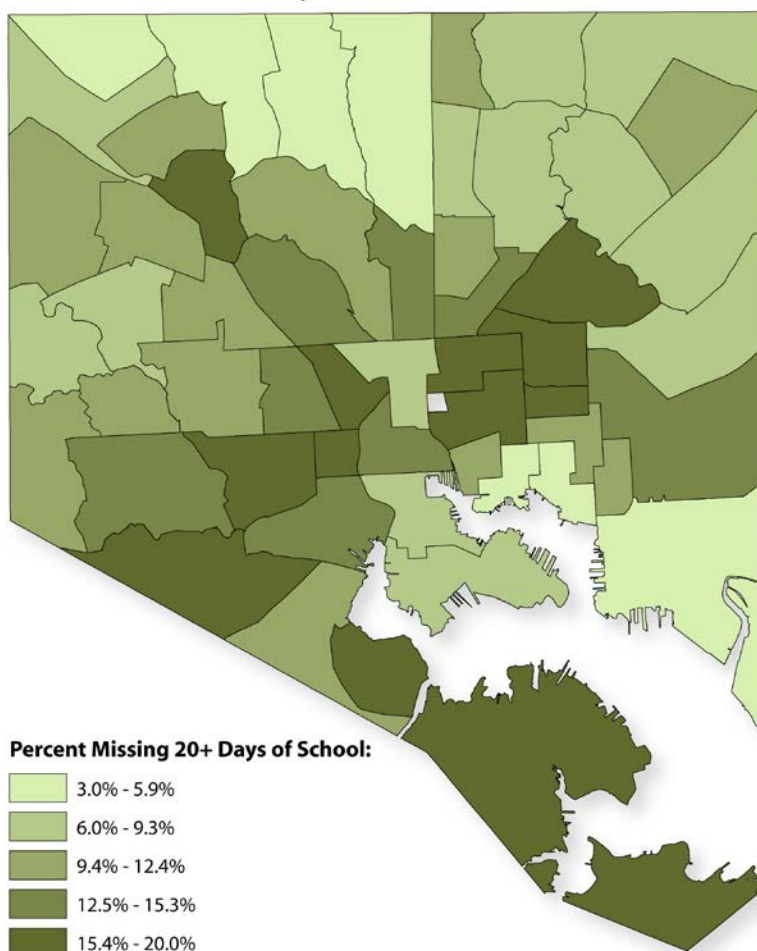 Percent Missing 20+ Days of School:
3.0% - 5.9%
6.0% - 9.3%
9.4% - 12.4%
12.5% - 15.3%
15.4% - 20.0%